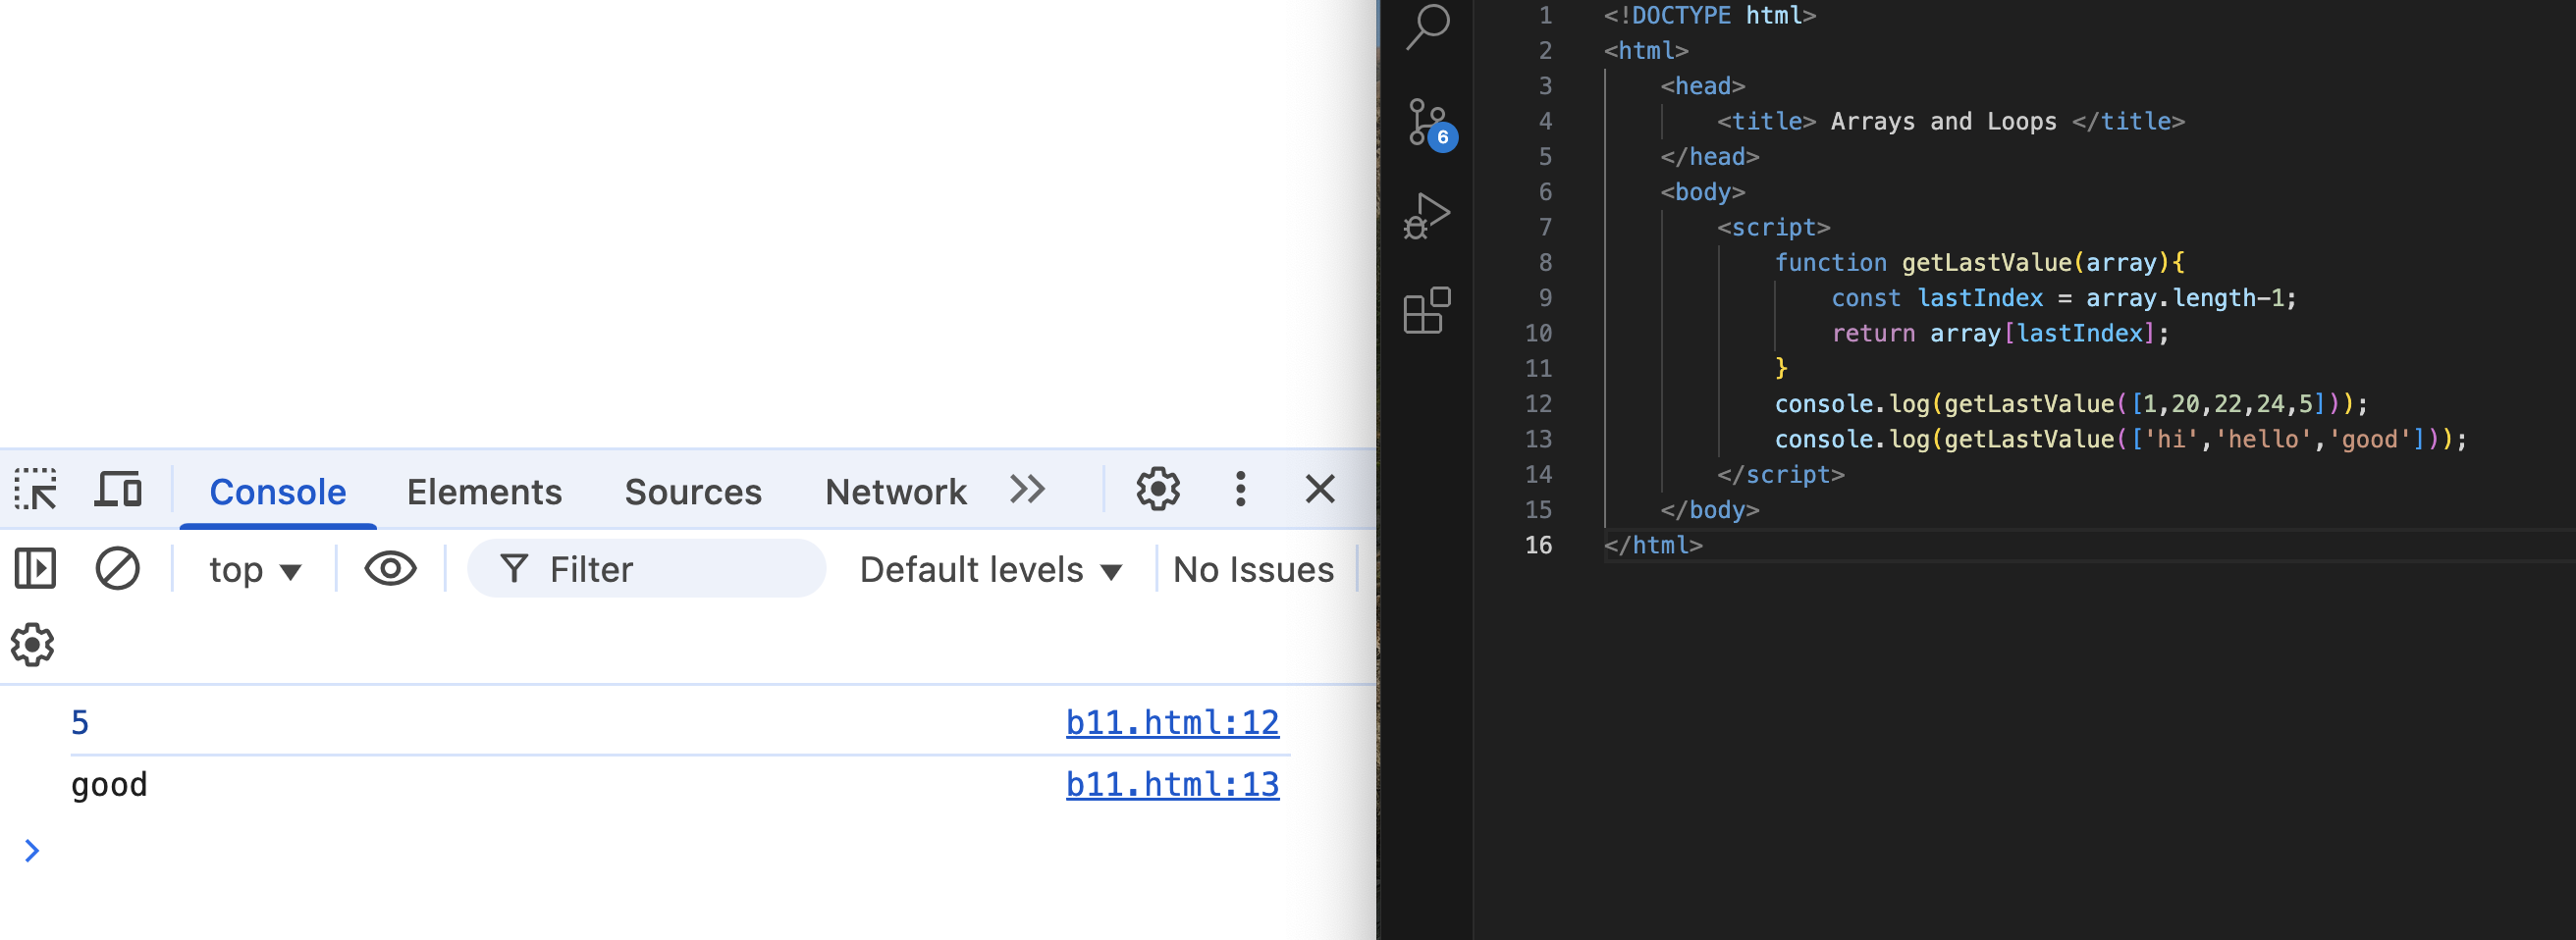 Console Elements Sources Network
top Filter Default levels No Issues
5 b11.html:12
good b11.html:13
6
1 <!DOCTYPE html>
2 <html>
3 <head>
4 <title> Arrays and Loops </title>
5 </head>
6 <body>
7 <script>
8 function getLastValue(array){
9 const lastIndex = array.length-1;
10 return array[lastIndex];
11 }
12 console.log(getLastValue([1,20,22,24,5]));
13 console.log(getLastValue(['hi','hello','good']));
14 </script>
15 </body>
16 </html>